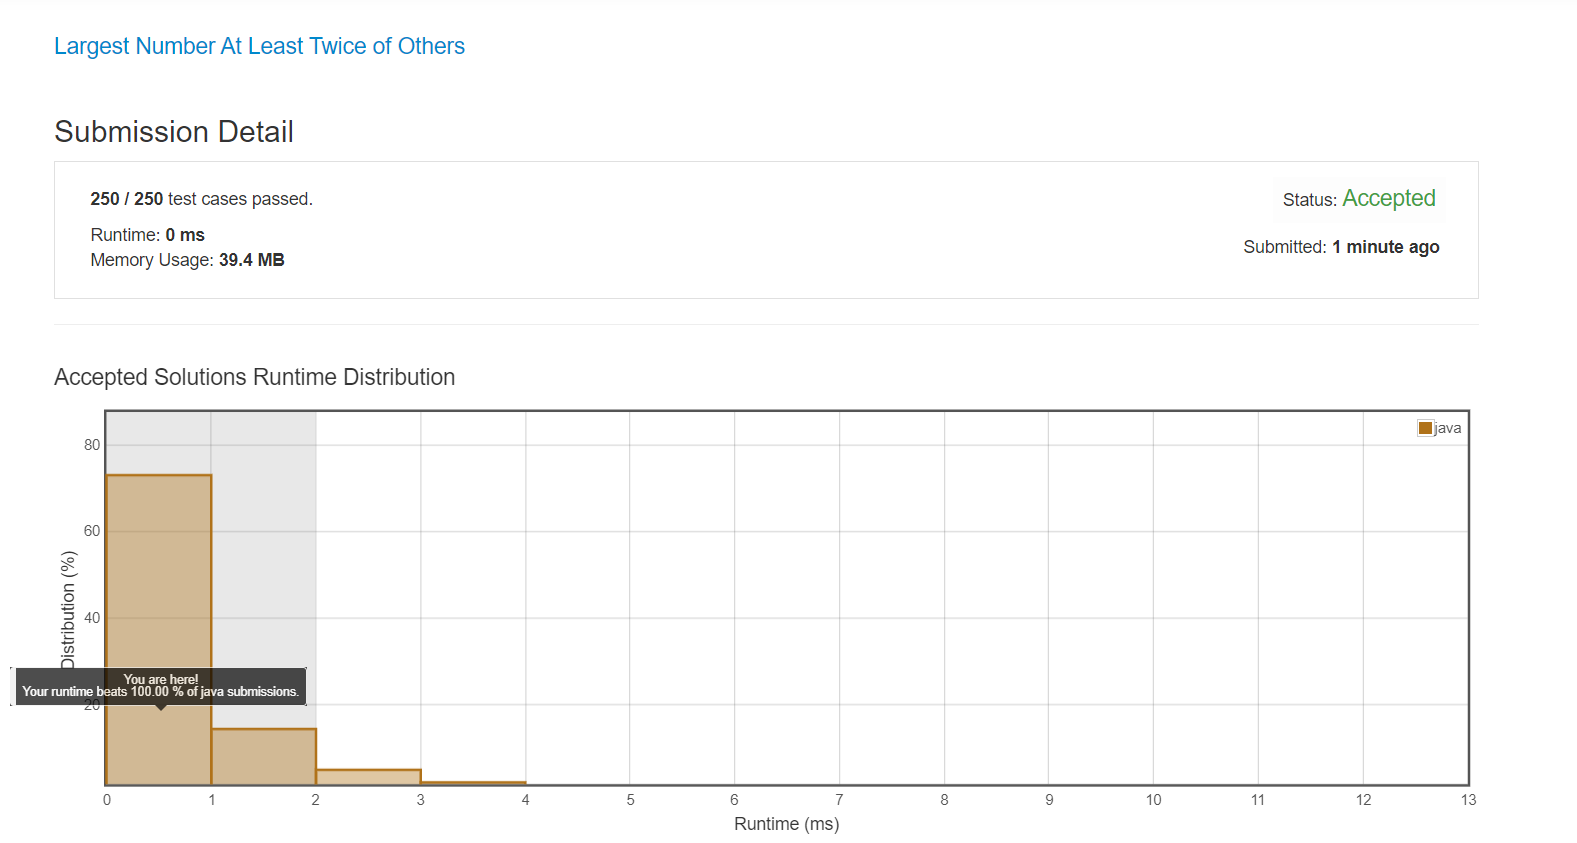 Largest Number At Least Twice of Others
Submission Detail
250 / 250 test cases passed.
Status: Accepted
Runtime: 0 ms
Submitted: 1 minute ago
Memory Usage: 39.4 MB
Accepted Solutions Runtime Distribution
java
80
60
40
20
Distribution (%)
You are here!
Your runtime beats 100.00 % of java submissions.
0 1 2 3 4 5 6 7 8 9 10 11 12 13
Runtime (ms)